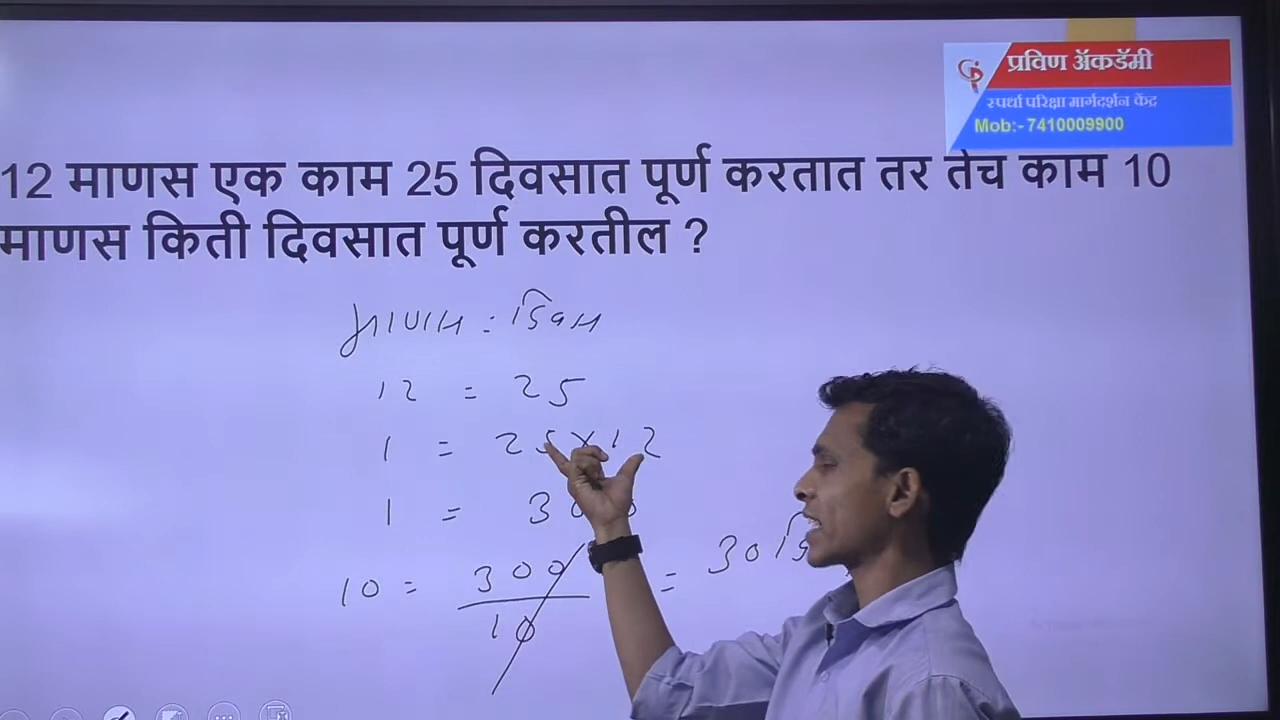 प्रविण ॲकडॅमी
स्पर्धा परिक्षा मार्गदर्शन केंद्र
Mob:- 7410009900
12 माणस एक काम 25 दिवसात पूर्ण करतात तर तेच काम 10
माणस किती दिवसात पूर्ण करतील ?
माणस : दिवस
12 = 25
1 = 25×12
1 = 300
10 = 300/10 = 30